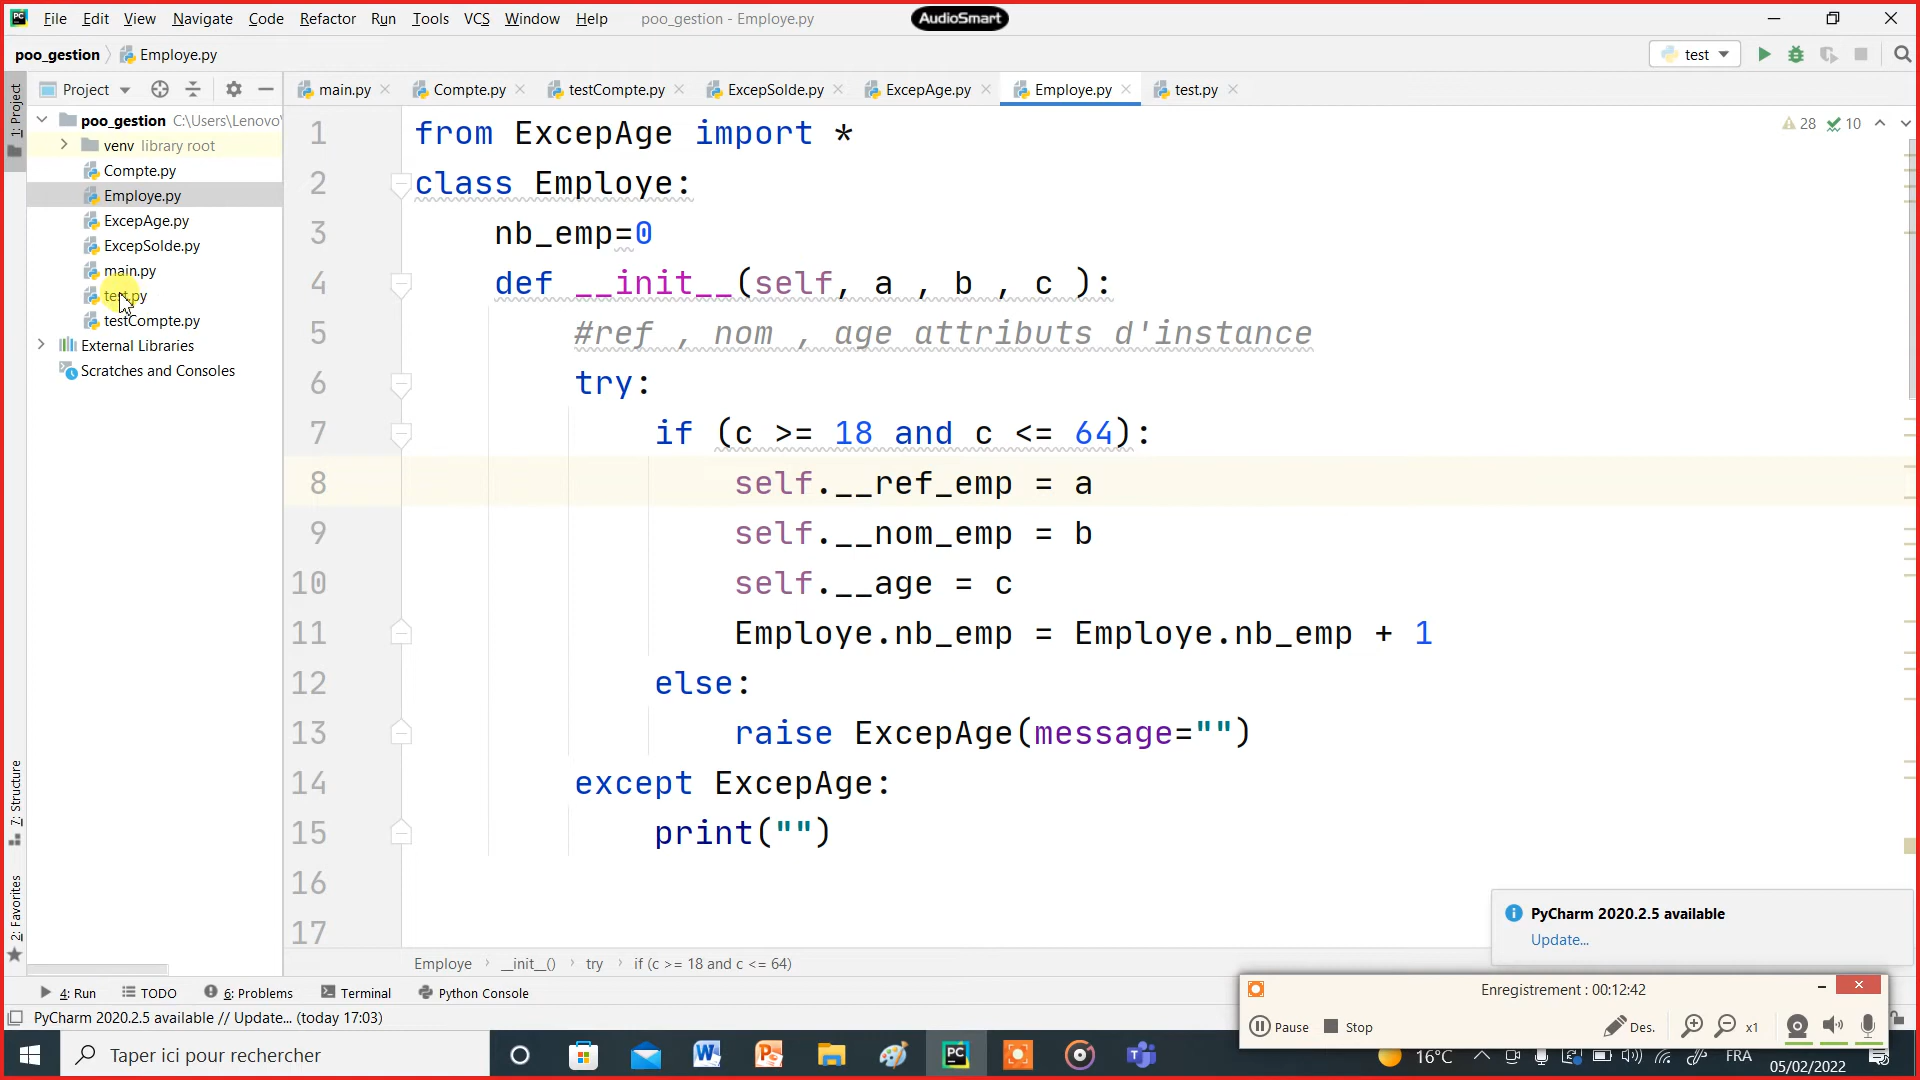 File Edit View Navigate Code Refactor Run Tools VCS Window Help poo_gestion - Employe.py
AudioSmart
poo_gestion Employe.py
test
1: Project
Project
main.py Compte.py testCompte.py ExcepSolde.py ExcepAge.py Employe.py test.py
poo_gestion C:\Users\Lenovo\
venv library root
Compte.py
Employe.py
ExcepAge.py
ExcepSolde.py
main.py
test.py
testCompte.py
External Libraries
Scratches and Consoles
28 10
1 from ExcepAge import *
2 class Employe:
3 nb_emp=0
4 def __init__(self, a , b , c ):
5 #ref , nom , age attributs d'instance
6 try:
7 if (c >= 18 and c <= 64):
8 self.__ref_emp = a
9 self.__nom_emp = b
10 self.__age = c
11 Employe.nb_emp = Employe.nb_emp + 1
12 else:
13 raise ExcepAge(message="")
14 except ExcepAge:
15 print("")
16
17
7: Structure
2: Favorites
PyCharm 2020.2.5 available
Update...
Employe __init__() try if (c >= 18 and c <= 64)
4: Run TODO 6: Problems Terminal Python Console
PyCharm 2020.2.5 available // Update... (today 17:03)
Enregistrement : 00:12:42
Pause Stop Des. x1
Taper ici pour rechercher
16°C FRA
05/02/2022